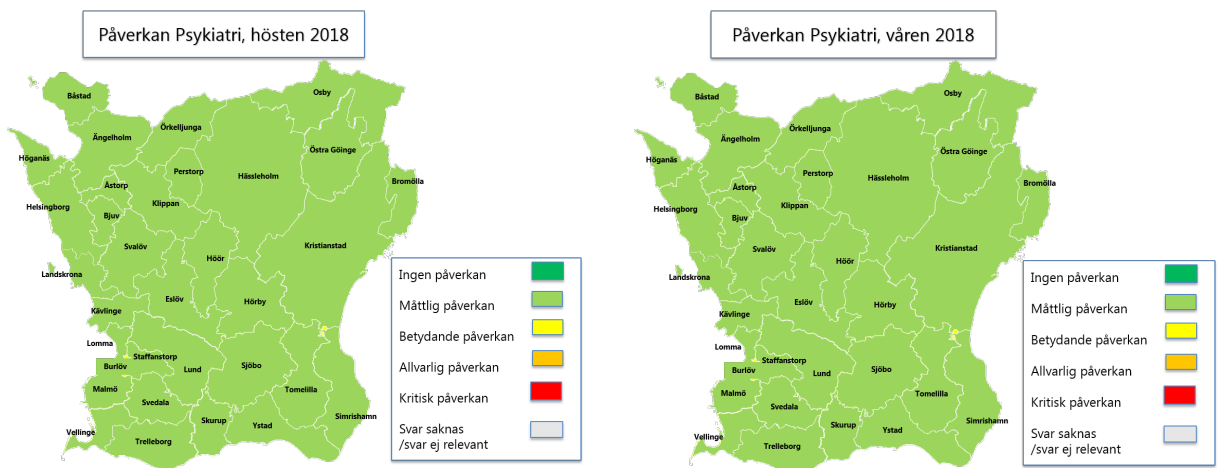 Påverkan Psykiatri, hösten 2018
Båstad
Osby
Ängelholm
Örkelljunga
Östra Göinge
Höganäs
Perstorp
Hässleholm
Bromölla
Åstorp
Klippan
Helsingborg
Bjuv
Svalöv
Kristianstad
Höör
Landskrona
Eslöv
Hörby
Kävlinge
Lomma
Staffanstorp
Burlöv
Lund
Sjöbo
Malmö
Tomelilla
Svedala
Simrishamn
Skurup
Ystad
Vellinge
Trelleborg
Ingen påverkan
Måttlig påverkan
Betydande påverkan
Allvarlig påverkan
Kritisk påverkan
Svar saknas
/svar ej relevant
Påverkan Psykiatri, våren 2018
Båstad
Osby
Ängelholm
Örkelljunga
Östra Göinge
Höganäs
Perstorp
Hässleholm
Bromölla
Åstorp
Klippan
Helsingborg
Bjuv
Svalöv
Kristianstad
Höör
Landskrona
Eslöv
Hörby
Kävlinge
Lomma
Staffanstorp
Burlöv
Lund
Sjöbo
Malmö
Tomelilla
Svedala
Simrishamn
Skurup
Ystad
Vellinge
Trelleborg
Ingen påverkan
Måttlig påverkan
Betydande påverkan
Allvarlig påverkan
Kritisk påverkan
Svar saknas
/svar ej relevant